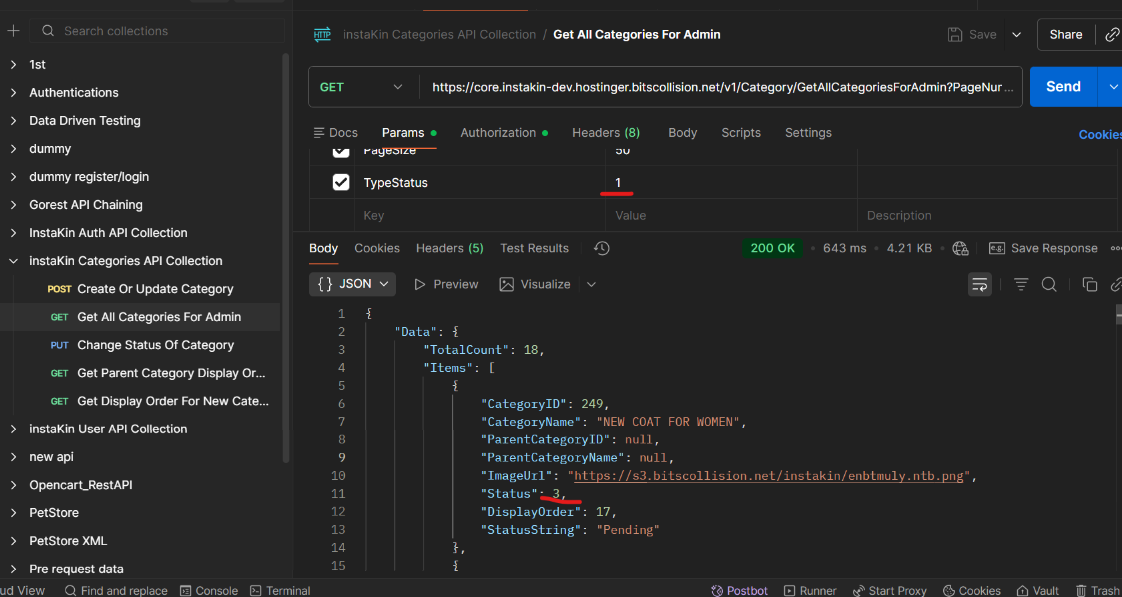 Search collections
1st
Authentications
Data Driven Testing
dummy
dummy register/login
Gorest API Chaining
InstaKin Auth API Collection
instaKin Categories API Collection
POST Create Or Update Category
GET Get All Categories For Admin
PUT Change Status Of Category
GET Get Parent Category Display Or...
GET Get Display Order For New Cate...
instaKin User API Collection
new api
Opencart_RestAPI
PetStore
PetStore XML
Pre request data
HTTP instaKin Categories API Collection / Get All Categories For Admin
Save
Share
GET https://core.instakin-dev.hostinger.bitscollision.net/v1/Category/GetAllCategoriesForAdmin?PageNur...
Send
Docs Params Authorization Headers (8) Body Scripts Settings
Cookies
PageSize 50
TypeStatus 1
Key Value Description
Body Cookies Headers (5) Test Results
200 OK • 643 ms • 4.21 KB • e.g. Save Response
{} JSON Preview Visualize
1 {
2 "Data": {
3 "TotalCount": 18,
4 "Items": [
5 {
6 "CategoryID": 249,
7 "CategoryName": "NEW COAT FOR WOMEN",
8 "ParentCategoryID": null,
9 "ParentCategoryName": null,
10 "ImageUrl": "https://s3.bitscollision.net/instakin/enbtmuly.ntb.png",
11 "Status": 3,
12 "DisplayOrder": 17,
13 "StatusString": "Pending"
14 },
15 {
ud View Find and replace Console Terminal
Postbot Runner Start Proxy Cookies Vault Trash